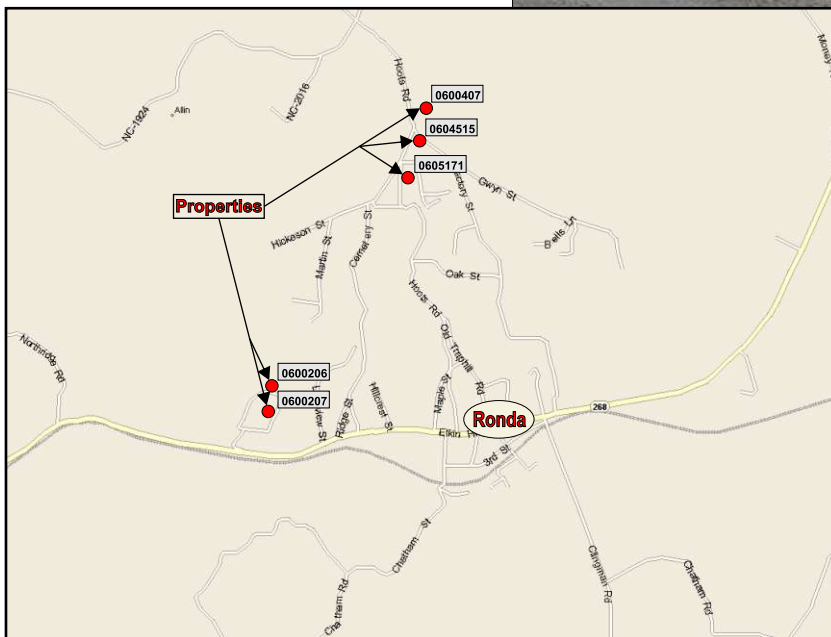 Hoots Rd
0600407
NC-2016
Allin
NC-1924
0604515
0605171
Gwyn St
Properties
Hickeson St
Martin St
Cemetery St
Bells Ln
Oak St
Hoots Rd
Old Traphill Rd
Northridge Rd
0600206
0600207
Ridge St
Hillcrest St
Maple St
Ronda
268
Elkin
3rd St
Chatham St
Chatham Rd
Clingman Rd
Chatham Rd